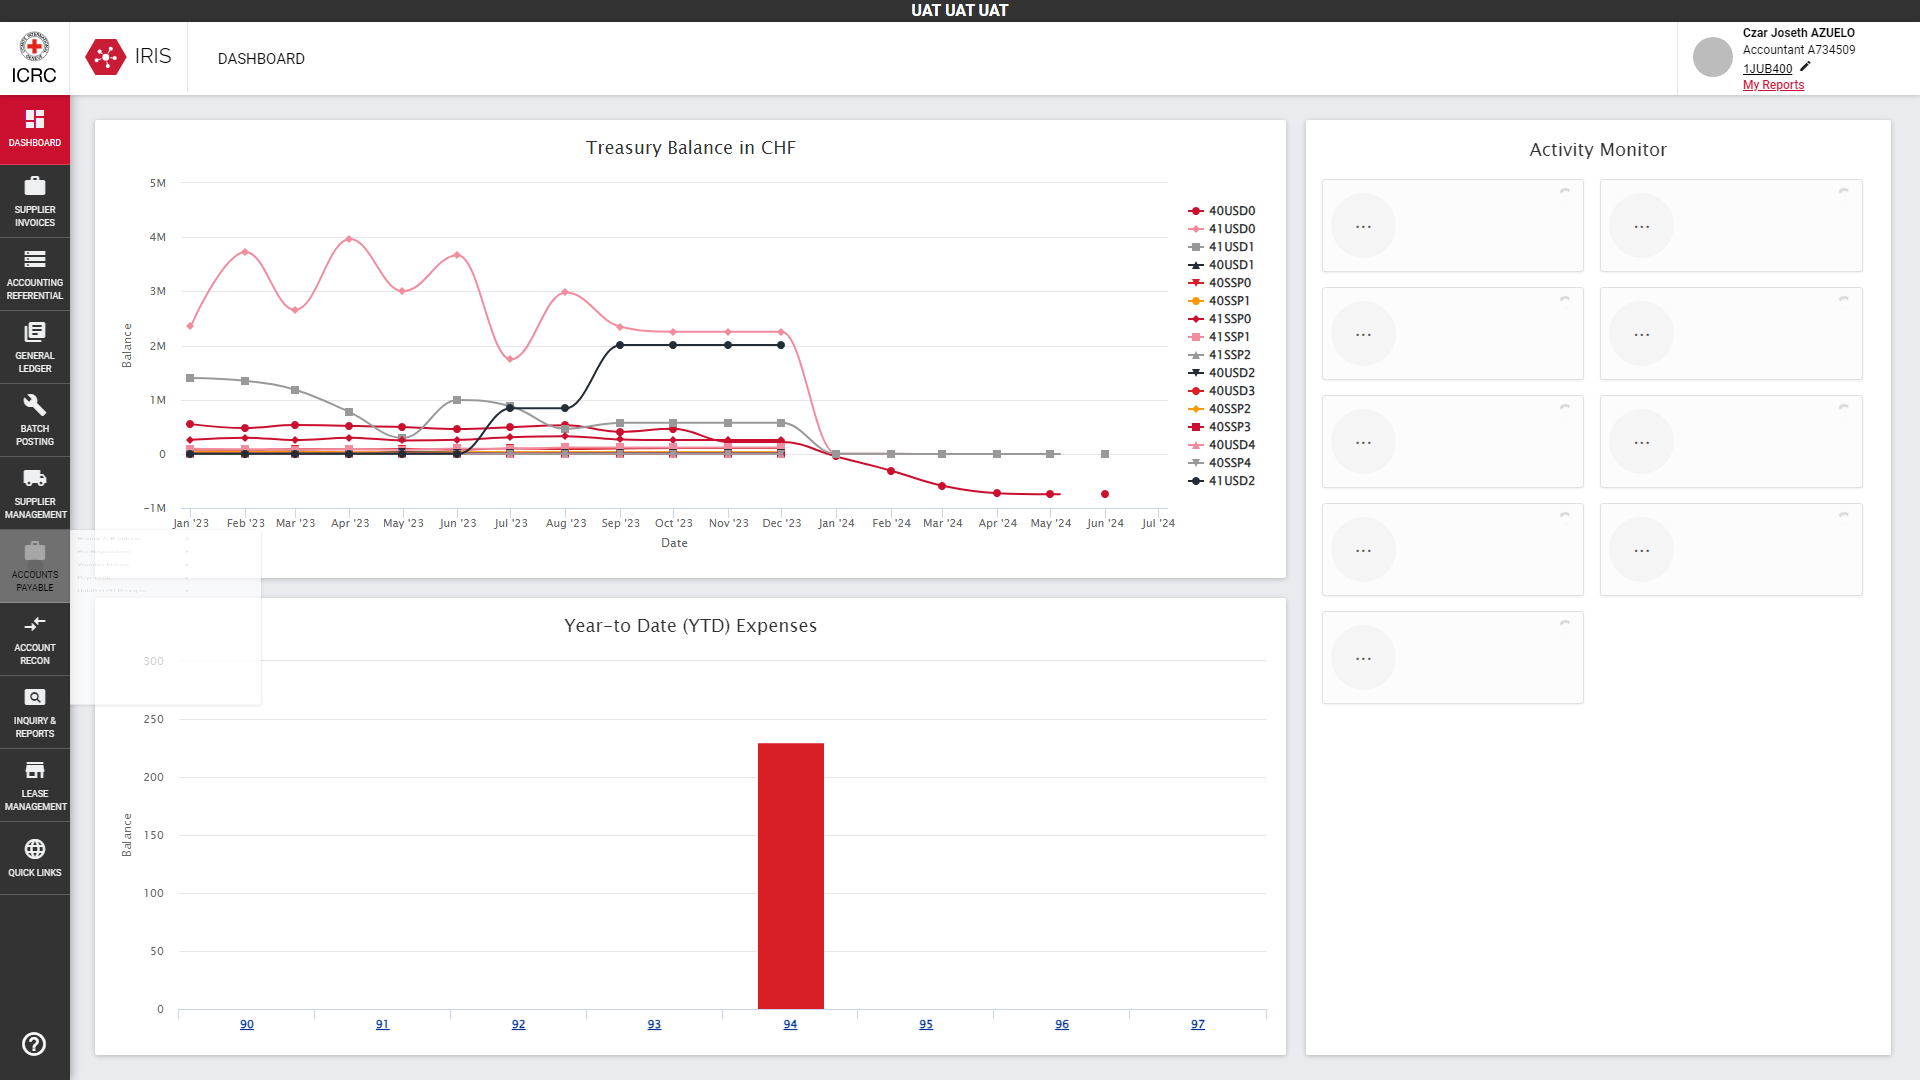 UAT UAT UAT
ICRC
IRIS
DASHBOARD
Czar Joseth AZUELO
Accountant A734509
1JUB400
My Reports
DASHBOARD
SUPPLIER
INVOICES
ACCOUNTING
REFERENTIAL
GENERAL
LEDGER
BATCH
POSTING
SUPPLIER
MANAGEMENT
ACCOUNTS
PAYABLE
ACCOUNT
RECON
INQUIRY &
REPORTS
LEASE
MANAGEMENT
QUICK LINKS
Treasury Balance in CHF
5M
4M
3M
2M
1M
0
-1M
Balance
Jan '23 Feb '23 Mar '23 Apr '23 May '23 Jun '23 Jul '23 Aug '23 Sep '23 Oct '23 Nov '23 Dec '23 Jan '24 Feb '24 Mar '24 Apr '24 May '24 Jun '24 Jul '24
Date
40USD0
41USD0
41USD1
40USD1
40SSP0
40SSP1
41SSP0
41SSP1
41SSP2
40USD2
40USD3
40SSP2
40SSP3
40USD4
40SSP4
41USD2
Year-to Date (YTD) Expenses
300
250
200
150
100
50
0
Balance
90 91 92 93 94 95 96 97
Activity Monitor
... ...
... ...
... ...
... ...
...